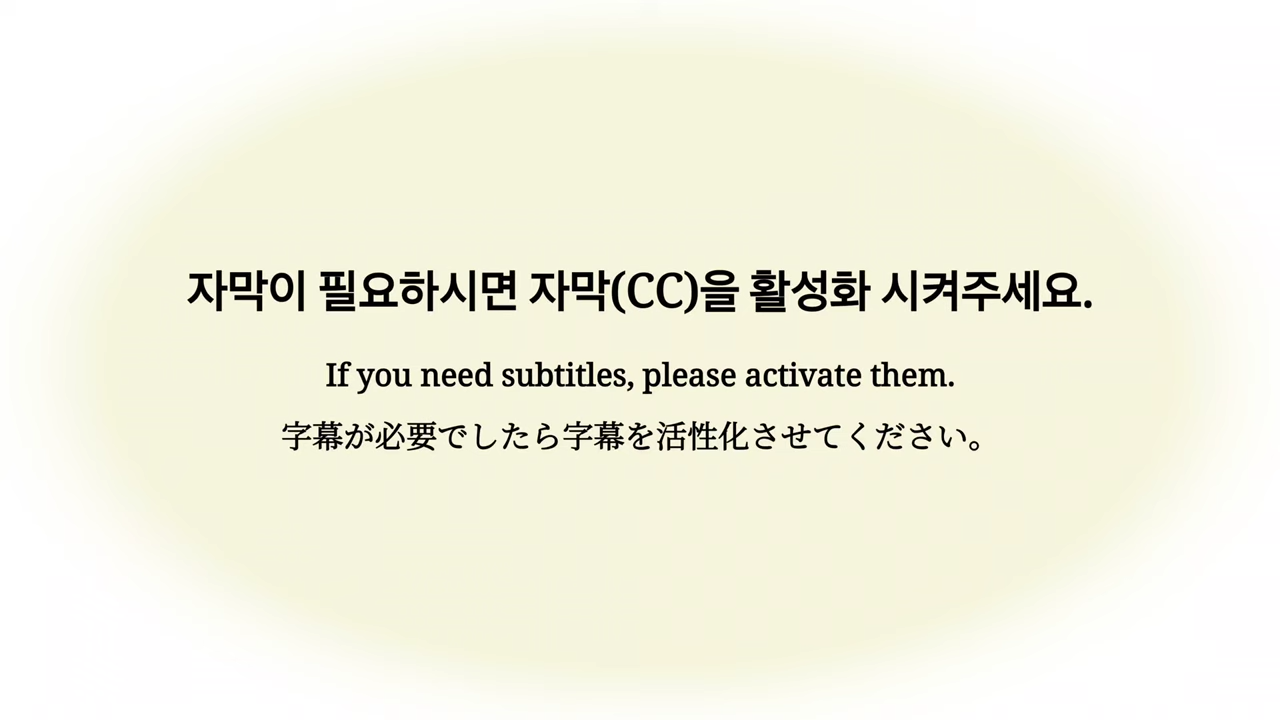 자막이 필요하시면 자막(CC)을 활성화 시켜주세요.
If you need subtitles, please activate them.
字幕が必要でしたら字幕を活性化させてください。